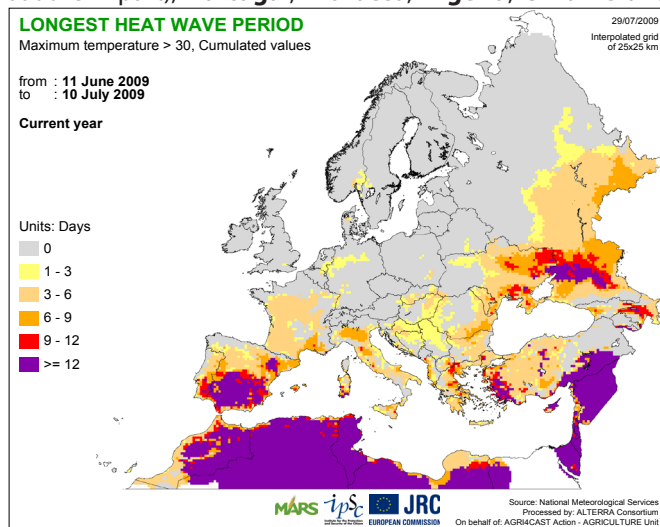 LONGEST HEAT WAVE PERIOD
29/07/2009
Maximum temperature > 30, Cumulated values
Interpolated grid
of 25x25 km
from : 11 June 2009
to : 10 July 2009
Current year
Units: Days
0
1 - 3
3 - 6
6 - 9
9 - 12
>= 12
MARS ipsc JRC
EUROPEAN COMMISSION
Source: National Meteorological Services
Processed by: ALTERRA Consortium
On behalf of: AGRI4CAST Action - AGRICULTURE Unit